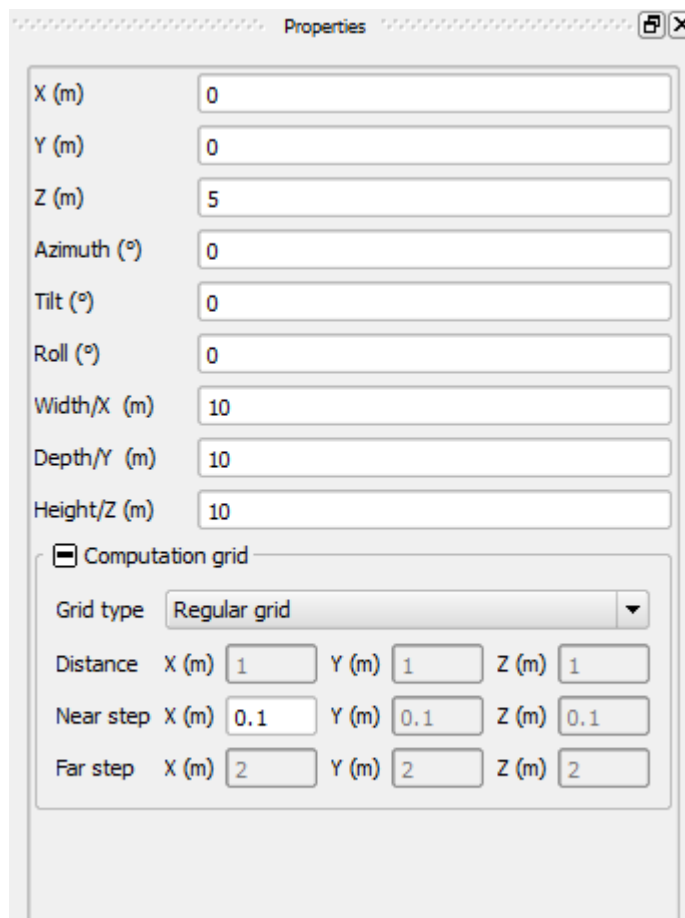 Properties
X (m) 0
Y (m) 0
Z (m) 5
Azimuth (°) 0
Tilt (°) 0
Roll (°) 0
Width/X (m) 10
Depth/Y (m) 10
Height/Z (m) 10
Computation grid
Grid type Regular grid
Distance X (m) 1 Y (m) 1 Z (m) 1
Near step X (m) 0.1 Y (m) 0.1 Z (m) 0.1
Far step X (m) 2 Y (m) 2 Z (m) 2